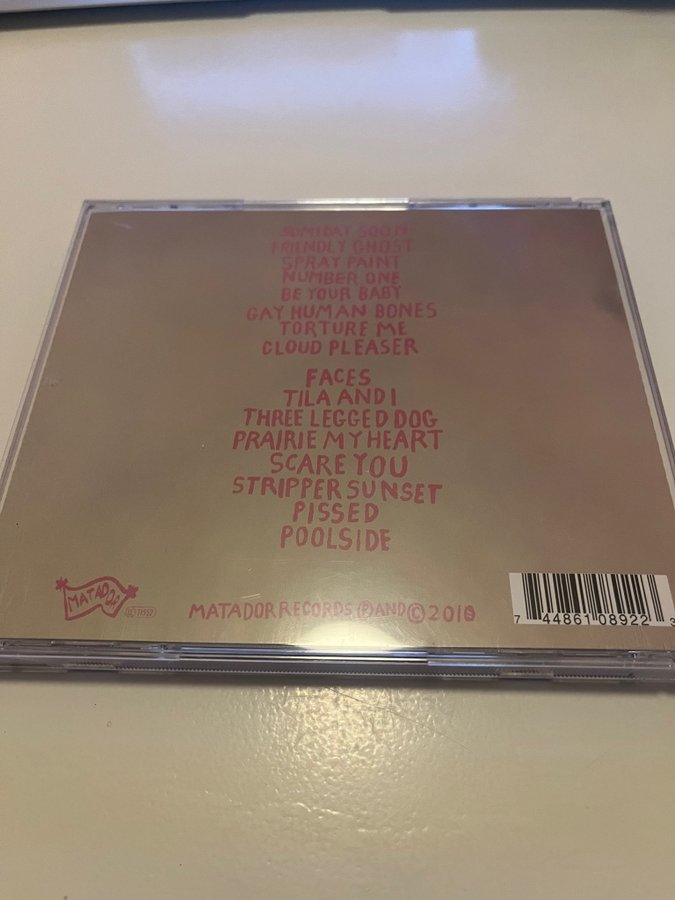 SOMEDAY SOON
FRIENDLY GHOST
SPRAY PAINT
NUMBER ONE
BE YOUR BABY
GAY HUMAN BONES
TORTURE ME
CLOUD PLEASER
FACES
TILA AND I
THREE LEGGED DOG
PRAIRIE MY HEART
SCARE YOU
STRIPPER SUNSET
PISSED
POOLSIDE
MATADOR
MATADOR RECORDS ℗ AND © 2010
7 44861 08922 3